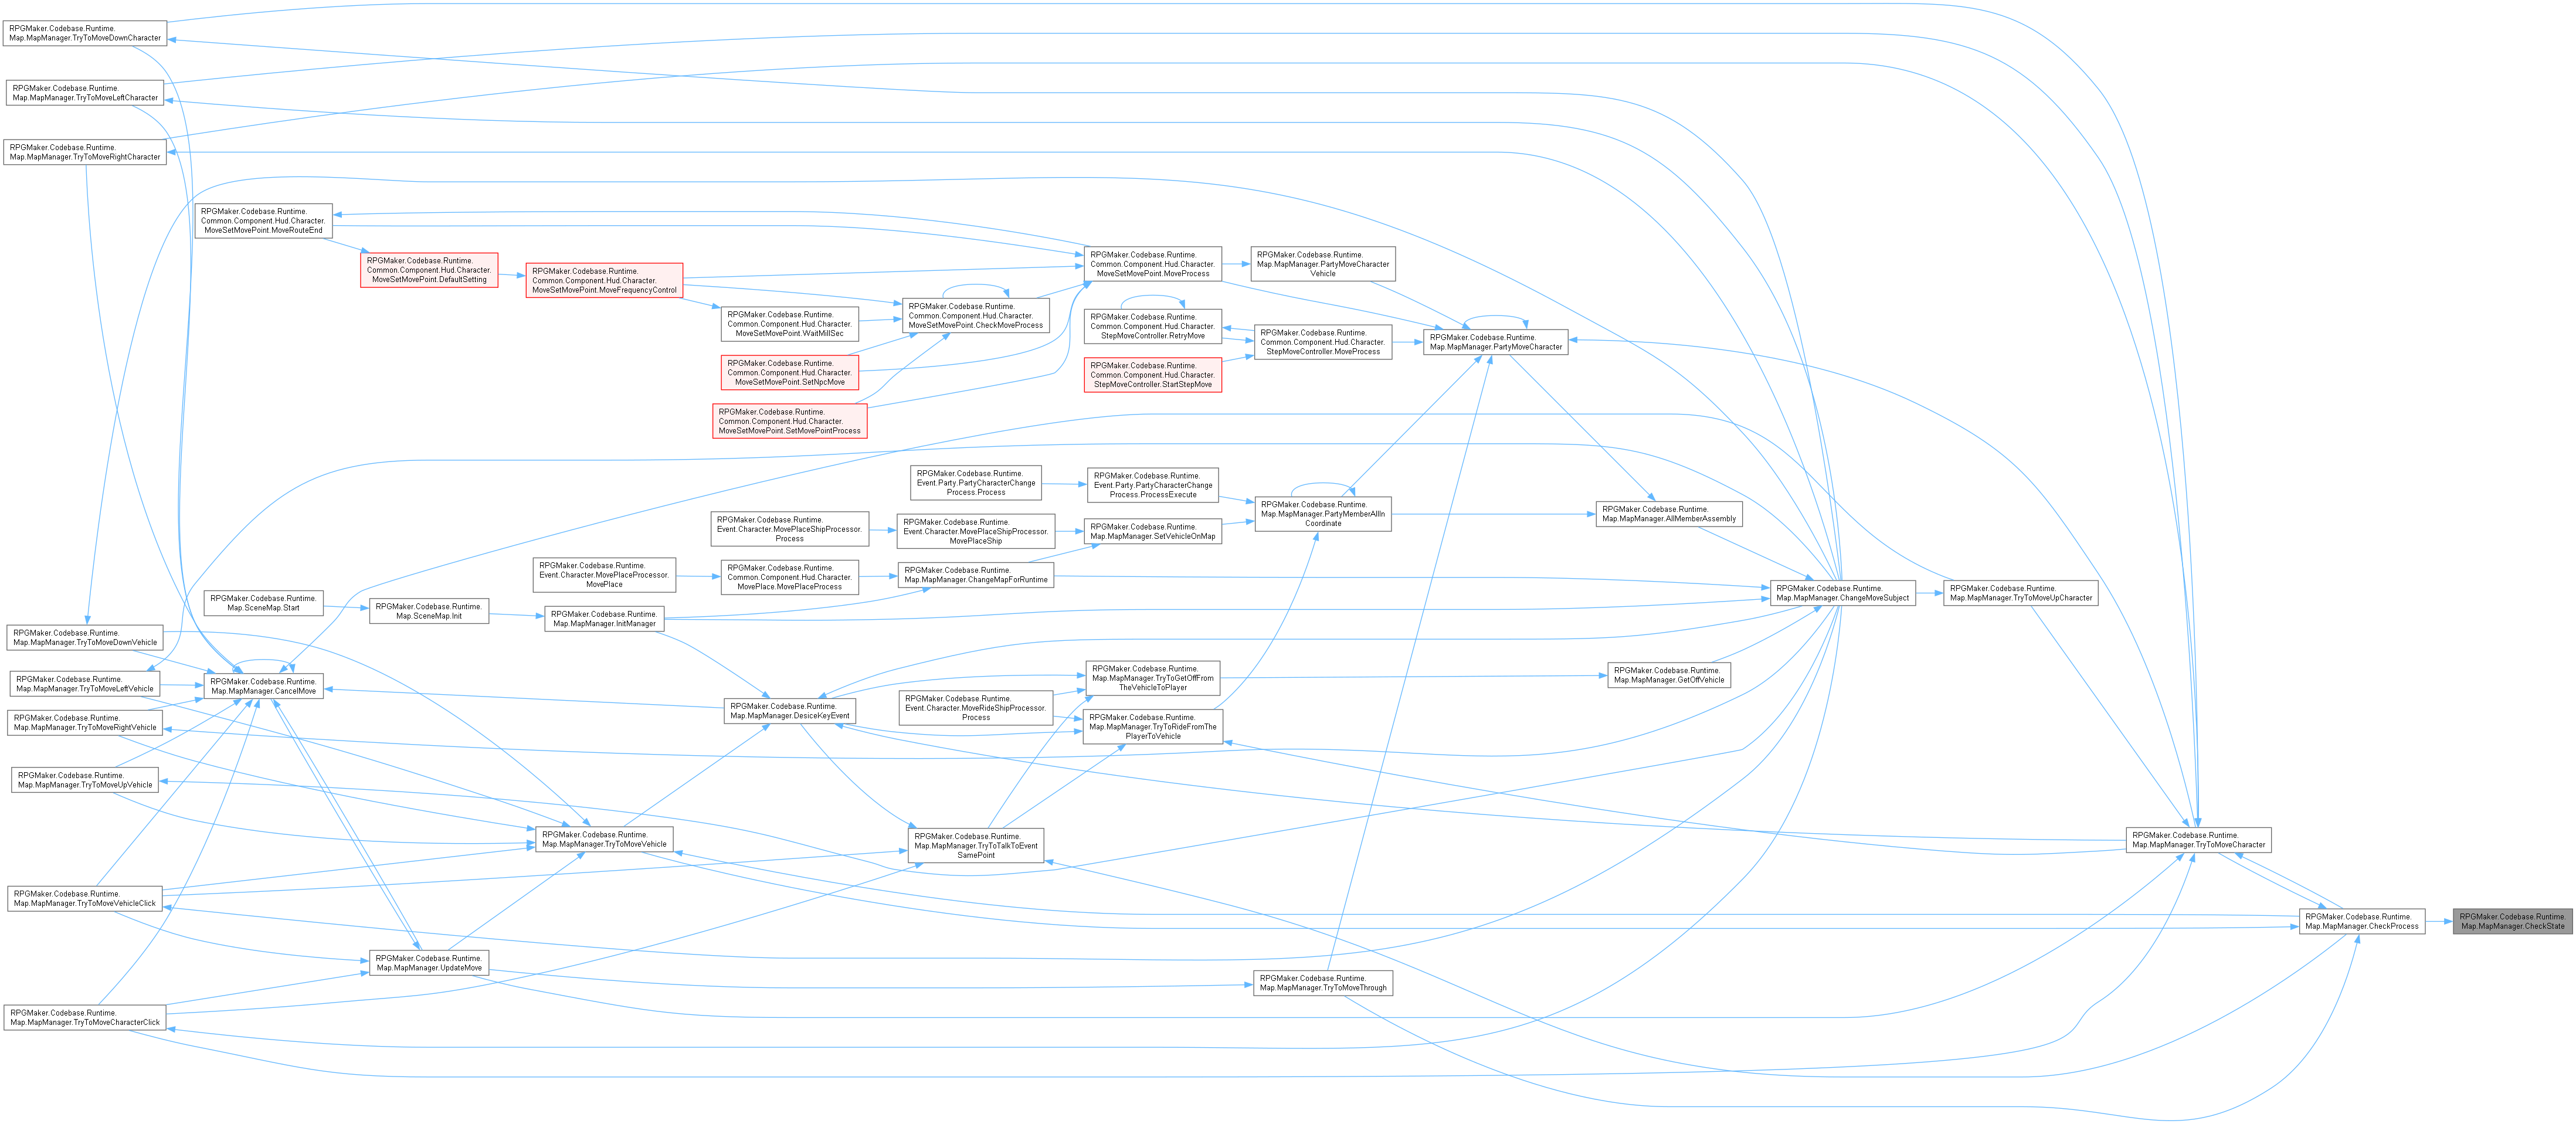 RPGMaker.Codebase.Runtime.
Map.MapManager.TryToMoveDownCharacter
RPGMaker.Codebase.Runtime.
Map.MapManager.TryToMoveLeftCharacter
RPGMaker.Codebase.Runtime.
Map.MapManager.TryToMoveRightCharacter
RPGMaker.Codebase.Runtime.
Common.Component.Hud.Character.
MoveSetMovePoint.MoveRouteEnd
RPGMaker.Codebase.Runtime.
Common.Component.Hud.Character.
MoveSetMovePoint.DefaultSetting
RPGMaker.Codebase.Runtime.
Common.Component.Hud.Character.
MoveSetMovePoint.MoveFrequencyControl
RPGMaker.Codebase.Runtime.
Common.Component.Hud.Character.
MoveSetMovePoint.WaitMillSec
RPGMaker.Codebase.Runtime.
Common.Component.Hud.Character.
MoveSetMovePoint.SetNpcMove
RPGMaker.Codebase.Runtime.
Common.Component.Hud.Character.
MoveSetMovePoint.SetMovePointProcess
RPGMaker.Codebase.Runtime.
Common.Component.Hud.Character.
MoveSetMovePoint.CheckMoveProcess
RPGMaker.Codebase.Runtime.
Common.Component.Hud.Character.
MoveSetMovePoint.MoveProcess
RPGMaker.Codebase.Runtime.
Map.MapManager.PartyMoveCharacter
Vehicle
RPGMaker.Codebase.Runtime.
Common.Component.Hud.Character.
StepMoveController.RetryMove
RPGMaker.Codebase.Runtime.
Common.Component.Hud.Character.
StepMoveController.MoveProcess
RPGMaker.Codebase.Runtime.
Common.Component.Hud.Character.
StepMoveController.StartStepMove
RPGMaker.Codebase.Runtime.
Map.MapManager.PartyMoveCharacter
RPGMaker.Codebase.Runtime.
Event.Party.PartyCharacterChange
Process.Process
RPGMaker.Codebase.Runtime.
Event.Party.PartyCharacterChange
Process.ProcessExecute
RPGMaker.Codebase.Runtime.
Map.MapManager.PartyMemberAllIn
Coordinate
RPGMaker.Codebase.Runtime.
Map.MapManager.AllMemberAssembly
RPGMaker.Codebase.Runtime.
Event.Character.MovePlaceShipProcessor.
Process
RPGMaker.Codebase.Runtime.
Event.Character.MovePlaceShipProcessor.
MovePlaceShip
RPGMaker.Codebase.Runtime.
Map.MapManager.SetVehicleOnMap
RPGMaker.Codebase.Runtime.
Event.Character.MovePlaceProcessor.
MovePlace
RPGMaker.Codebase.Runtime.
Common.Component.Hud.Character.
MovePlace.MovePlaceProcess
RPGMaker.Codebase.Runtime.
Map.MapManager.ChangeMapForRuntime
RPGMaker.Codebase.Runtime.
Map.MapManager.ChangeMoveSubject
RPGMaker.Codebase.Runtime.
Map.MapManager.TryToMoveUpCharacter
RPGMaker.Codebase.Runtime.
Map.SceneMap.Start
RPGMaker.Codebase.Runtime.
Map.SceneMap.Init
RPGMaker.Codebase.Runtime.
Map.MapManager.InitManager
RPGMaker.Codebase.Runtime.
Map.MapManager.TryToMoveDownVehicle
RPGMaker.Codebase.Runtime.
Map.MapManager.TryToMoveLeftVehicle
RPGMaker.Codebase.Runtime.
Map.MapManager.CancelMove
RPGMaker.Codebase.Runtime.
Map.MapManager.TryToMoveRightVehicle
RPGMaker.Codebase.Runtime.
Map.MapManager.DesiceKeyEvent
RPGMaker.Codebase.Runtime.
Map.MapManager.TryToGetOffFrom
TheVehicleToPlayer
RPGMaker.Codebase.Runtime.
Event.Character.MoveRideShipProcessor.
Process
RPGMaker.Codebase.Runtime.
Map.MapManager.TryToRideFromThe
PlayerToVehicle
RPGMaker.Codebase.Runtime.
Map.MapManager.GetOffVehicle
RPGMaker.Codebase.Runtime.
Map.MapManager.TryToMoveUpVehicle
RPGMaker.Codebase.Runtime.
Map.MapManager.TryToMoveVehicle
RPGMaker.Codebase.Runtime.
Map.MapManager.TryToTalkToEvent
SamePoint
RPGMaker.Codebase.Runtime.
Map.MapManager.TryToMoveCharacter
RPGMaker.Codebase.Runtime.
Map.MapManager.TryToMoveVehicleClick
RPGMaker.Codebase.Runtime.
Map.MapManager.CheckProcess
RPGMaker.Codebase.Runtime.
Map.MapManager.CheckState
RPGMaker.Codebase.Runtime.
Map.MapManager.UpdateMove
RPGMaker.Codebase.Runtime.
Map.MapManager.TryToMoveThrough
RPGMaker.Codebase.Runtime.
Map.MapManager.TryToMoveCharacterClick